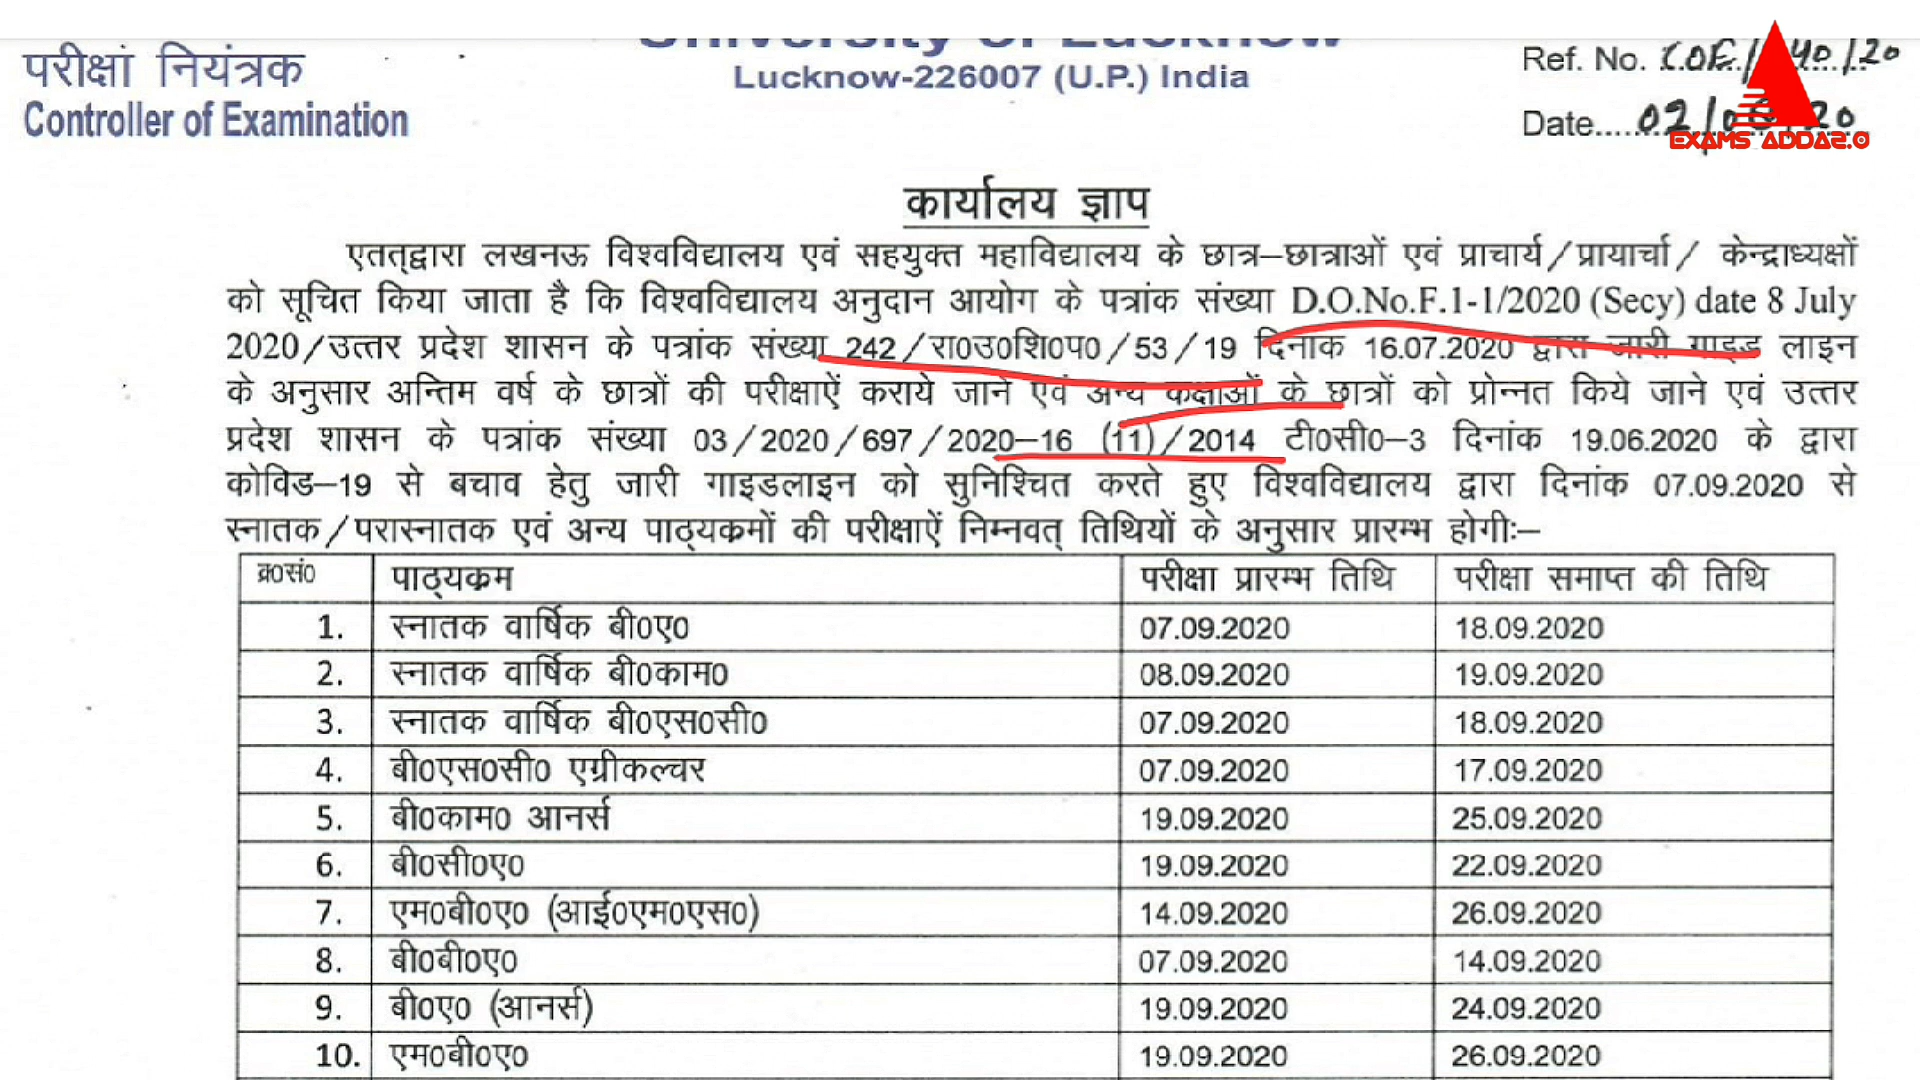 University of Lucknow
परीक्षा नियंत्रक
Lucknow-226007 (U.P.) India
Ref. No.
Controller of Examination
Date
EXAMS ADDA2.0
कार्यालय ज्ञाप
एतत्द्वारा लखनऊ विश्वविद्यालय एवं सहयुक्त महाविद्यालय के छात्र–छात्राओं एवं प्राचार्य/प्रायार्चा/ केन्द्राध्यक्षों
को सूचित किया जाता है कि विश्वविद्यालय अनुदान आयोग के पत्रांक संख्या D.O.No.F.1-1/2020 (Secy) date 8 July
2020/उत्तर प्रदेश शासन के पत्रांक संख्या 242/रा0उ0शि0प0/53/19 दिनांक 16.07.2020 द्वारा जारी गाइड लाइन
के अनुसार अन्तिम वर्ष के छात्रों की परीक्षाऐं कराये जाने एवं अन्य कक्षाओं के छात्रों को प्रोन्नत किये जाने एवं उत्तर
प्रदेश शासन के पत्रांक संख्या 03/2020/697/2020–16 (11)/2014 टी0सी0–3 दिनांक 19.06.2020 के द्वारा
कोविड–19 से बचाव हेतु जारी गाइडलाइन को सुनिश्चित करते हुए विश्वविद्यालय द्वारा दिनांक 07.09.2020 से
स्नातक/परास्नातक एवं अन्य पाठ्यक्रमों की परीक्षाऐं निम्नवत् तिथियों के अनुसार प्रारम्भ होगी:–
क्र0सं0 पाठ्यक्रम परीक्षा प्रारम्भ तिथि परीक्षा समाप्त की तिथि
1. स्नातक वार्षिक बी0ए0 07.09.2020 18.09.2020
2. स्नातक वार्षिक बी0काम0 08.09.2020 19.09.2020
3. स्नातक वार्षिक बी0एस0सी0 07.09.2020 18.09.2020
4. बी0एस0सी0 एग्रीकल्चर 07.09.2020 17.09.2020
5. बी0काम0 आनर्स 19.09.2020 25.09.2020
6. बी0सी0ए0 19.09.2020 22.09.2020
7. एम0बी0ए0 (आई0एम0एस0) 14.09.2020 26.09.2020
8. बी0बी0ए0 07.09.2020 14.09.2020
9. बी0ए0 (आनर्स) 19.09.2020 24.09.2020
10. एम0बी0ए0 19.09.2020 26.09.2020